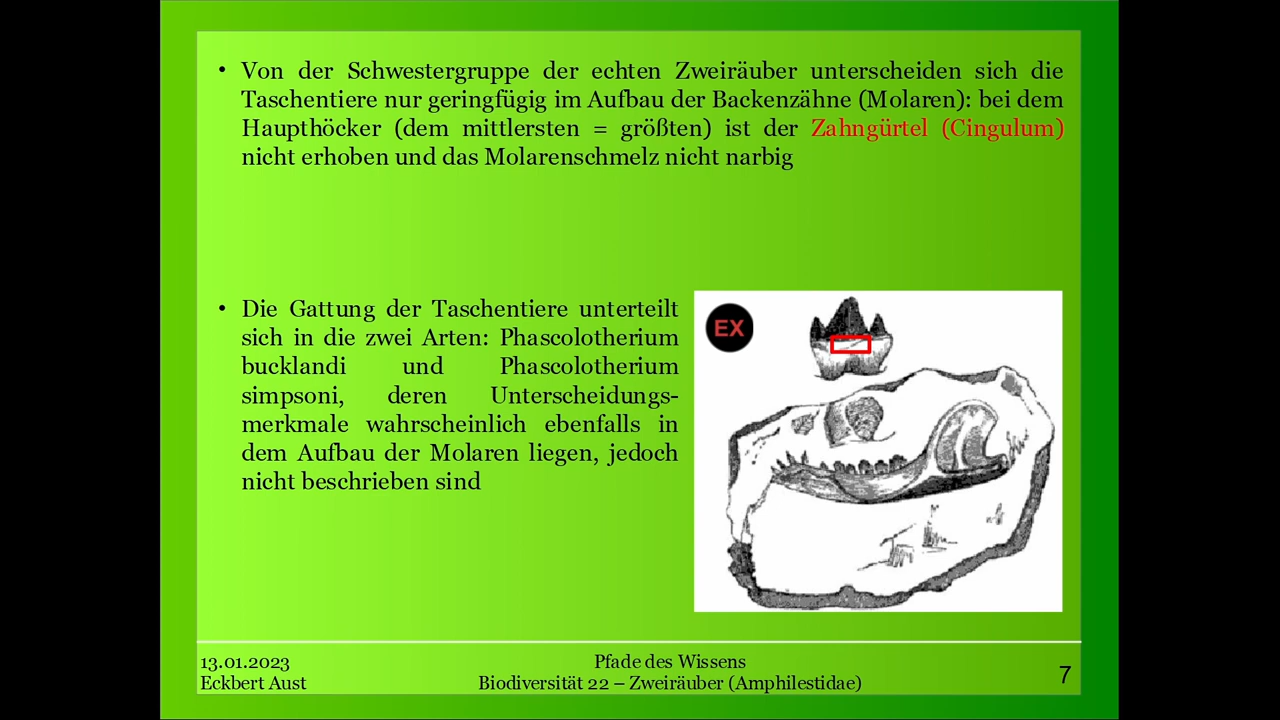 • Von der Schwestergruppe der echten Zweiräuber unterscheiden sich die
Taschentiere nur geringfügig im Aufbau der Backenzähne (Molaren): bei dem
Haupthöcker (dem mittlersten = größten) ist der Zahngürtel (Cingulum)
nicht erhoben und das Molarenschmelz nicht narbig
• Die Gattung der Taschentiere unterteilt
sich in die zwei Arten: Phascolotherium
bucklandi und Phascolotherium
simpsoni, deren Unterscheidungs-
merkmale wahrscheinlich ebenfalls in
dem Aufbau der Molaren liegen, jedoch
nicht beschrieben sind
EX
13.01.2023
Eckbert Aust
Pfade des Wissens
Biodiversität 22 – Zweiräuber (Amphilestidae)
7